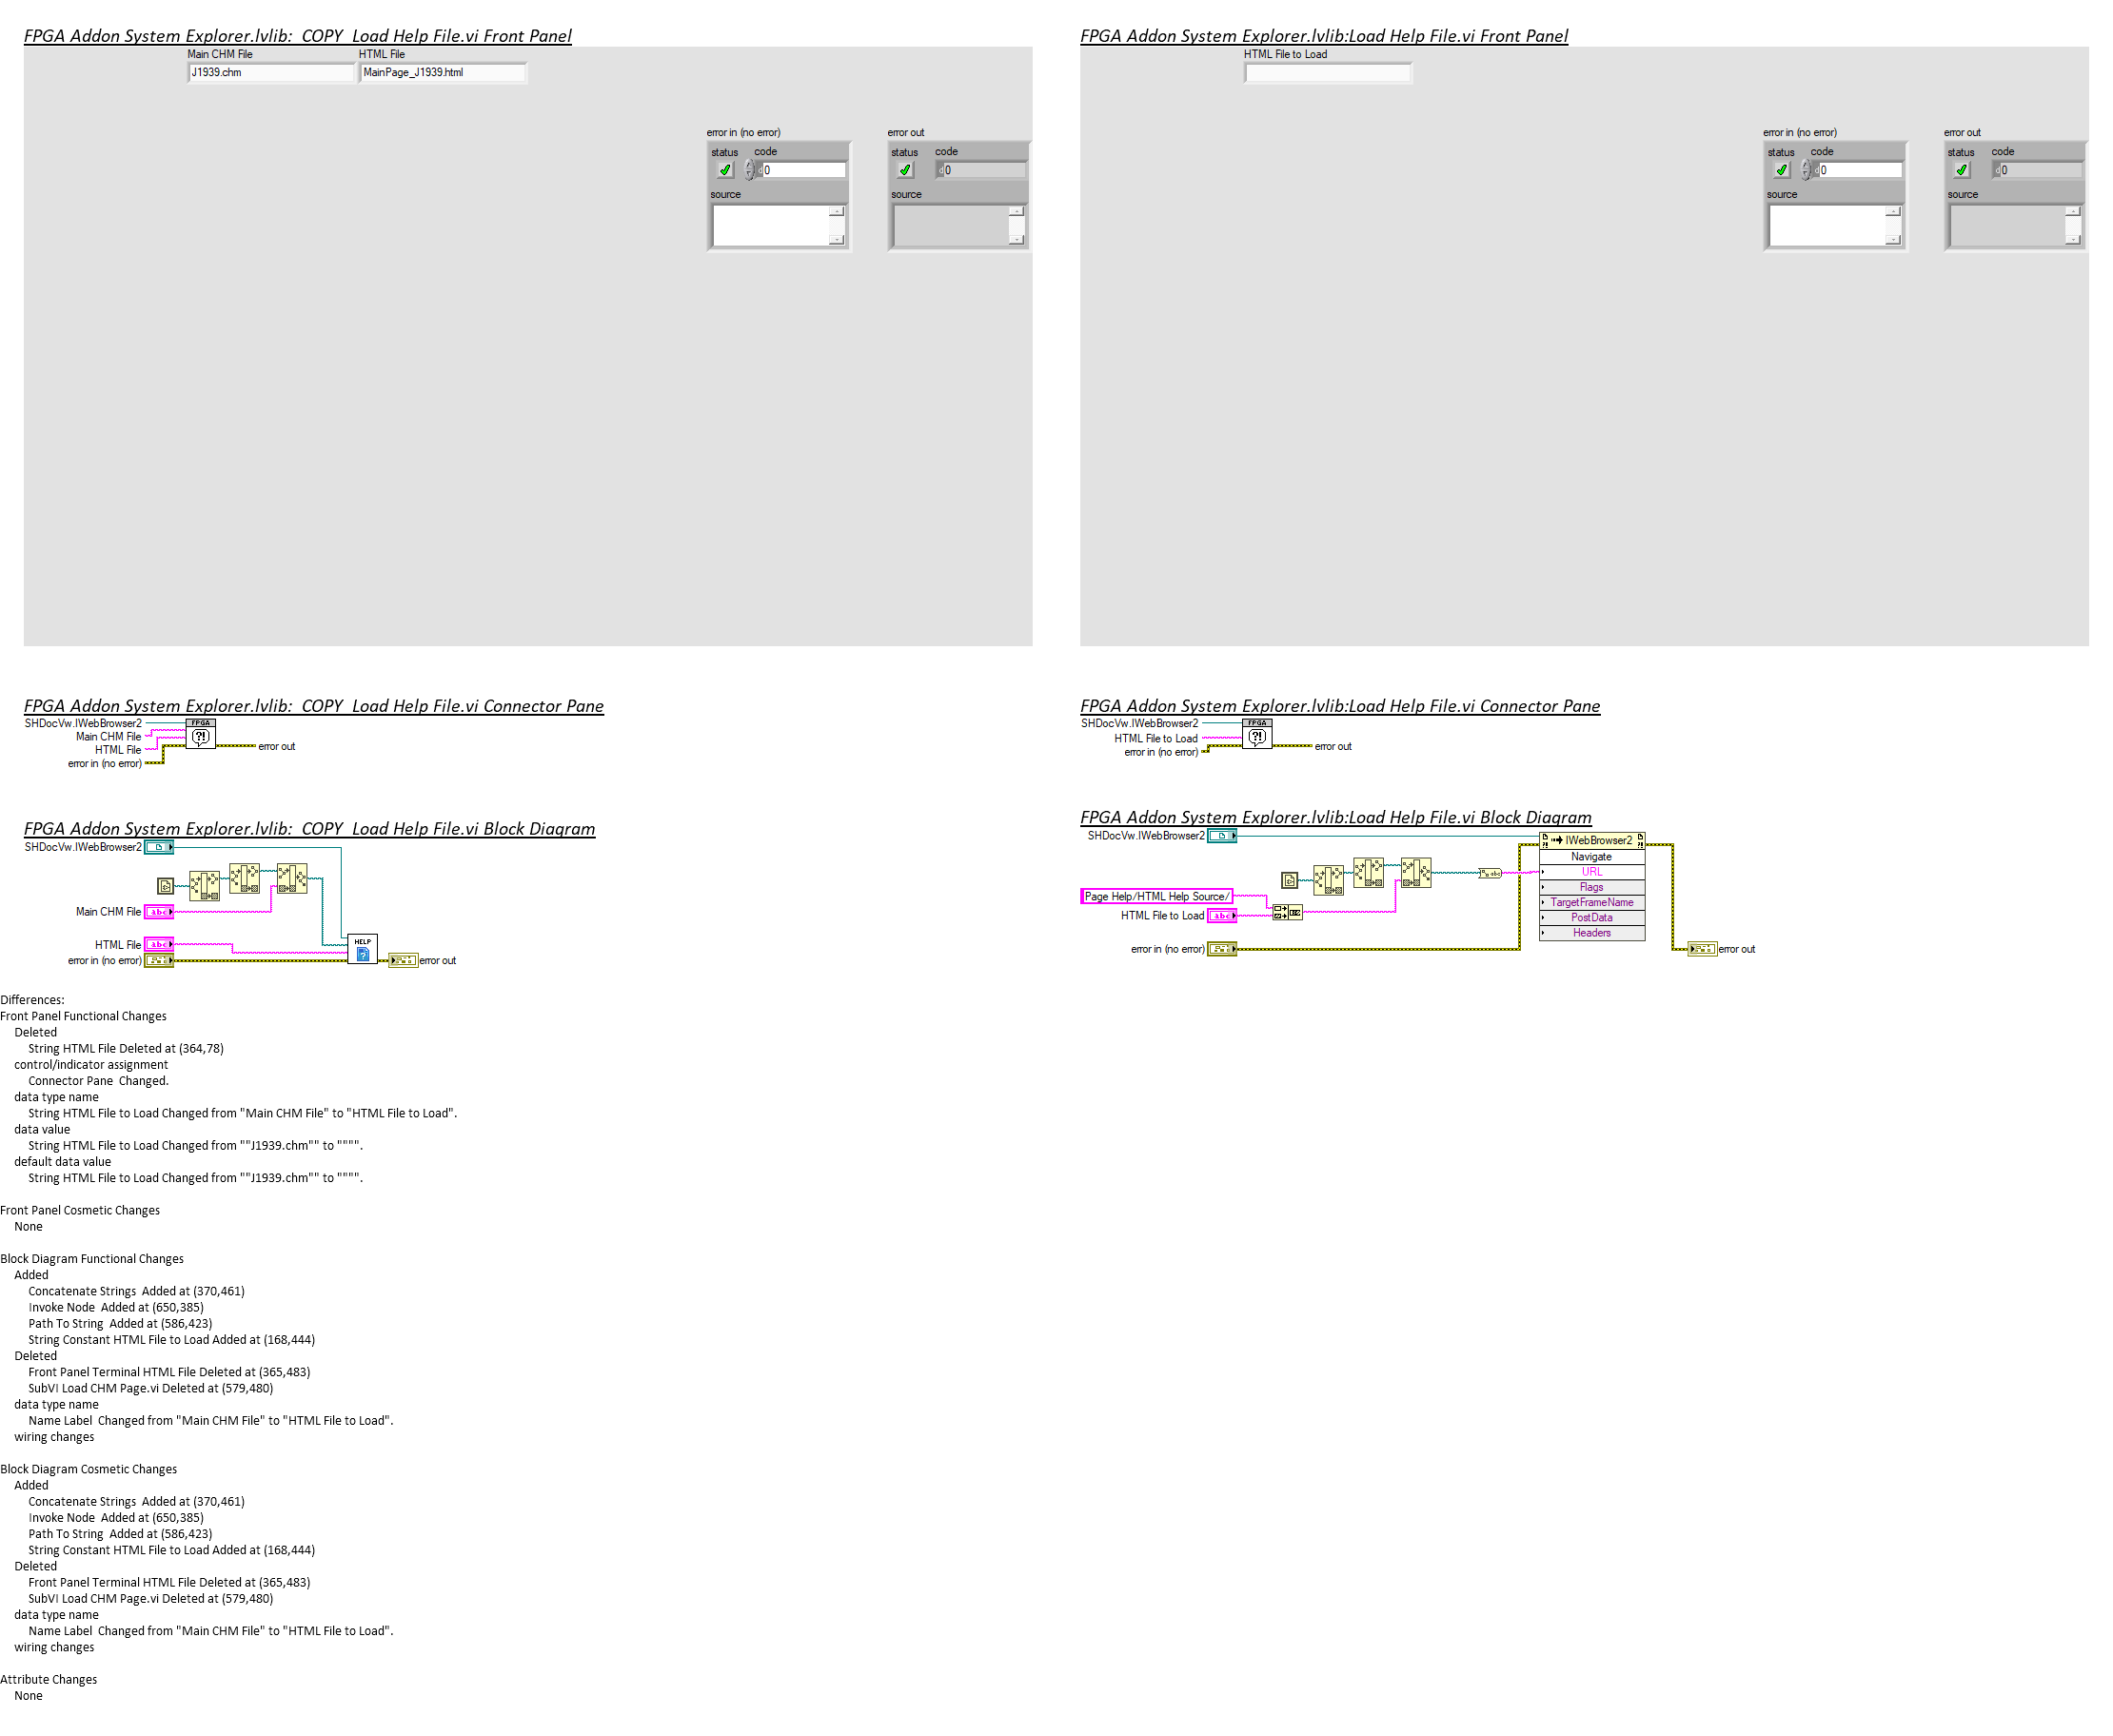 FPGA Addon System Explorer.lvlib:  COPY  Load Help File.vi Front Panel
Main CHM File
HTML File
J1939.chm
MainPage_J1939.html
error in (no error)
error out
status
code
status
code
d0
d0
source
source
FPGA Addon System Explorer.lvlib:Load Help File.vi Front Panel
HTML File to Load
error in (no error)
error out
status
code
status
code
d0
d0
source
source
FPGA Addon System Explorer.lvlib:  COPY  Load Help File.vi Connector Pane
SHDocVw.IWebBrowser2
FPGA
?!
Main CHM File
HTML File
error out
error in (no error)
FPGA Addon System Explorer.lvlib:Load Help File.vi Connector Pane
SHDocVw.IWebBrowser2
FPGA
?!
HTML File to Load
error out
error in (no error)
FPGA Addon System Explorer.lvlib:  COPY  Load Help File.vi Block Diagram
SHDocVw.IWebBrowser2
Main CHM File
abc
HTML File
abc
HELP
?
error in (no error)
error out
FPGA Addon System Explorer.lvlib:Load Help File.vi Block Diagram
SHDocVw.IWebBrowser2
IWebBrowser2
Navigate
URL
Flags
TargetFrameName
PostData
Headers
Page Help/HTML Help Source/
HTML File to Load
abc
error in (no error)
error out
Differences:
Front Panel Functional Changes
Deleted
String HTML File Deleted at (364,78)
control/indicator assignment
Connector Pane  Changed.
data type name
String HTML File to Load Changed from "Main CHM File" to "HTML File to Load".
data value
String HTML File to Load Changed from ""J1939.chm"" to """".
default data value
String HTML File to Load Changed from ""J1939.chm"" to """".
Front Panel Cosmetic Changes
None
Block Diagram Functional Changes
Added
Concatenate Strings  Added at (370,461)
Invoke Node  Added at (650,385)
Path To String  Added at (586,423)
String Constant HTML File to Load Added at (168,444)
Deleted
Front Panel Terminal HTML File Deleted at (365,483)
SubVI Load CHM Page.vi Deleted at (579,480)
data type name
Name Label  Changed from "Main CHM File" to "HTML File to Load".
wiring changes
Block Diagram Cosmetic Changes
Added
Concatenate Strings  Added at (370,461)
Invoke Node  Added at (650,385)
Path To String  Added at (586,423)
String Constant HTML File to Load Added at (168,444)
Deleted
Front Panel Terminal HTML File Deleted at (365,483)
SubVI Load CHM Page.vi Deleted at (579,480)
data type name
Name Label  Changed from "Main CHM File" to "HTML File to Load".
wiring changes
Attribute Changes
None